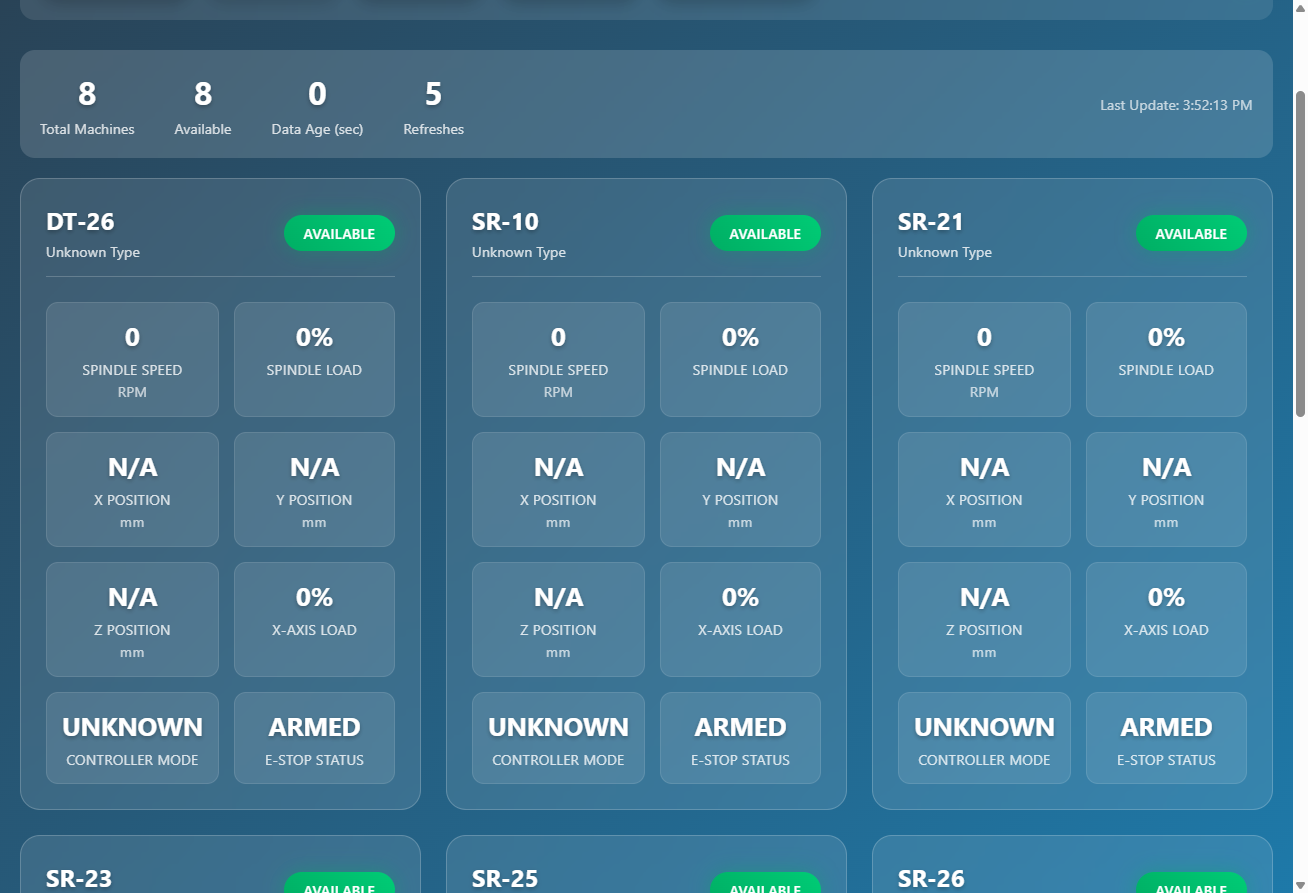 8
Total Machines
8
Available
0
Data Age (sec)
5
Refreshes
Last Update: 3:52:13 PM
DT-26
Unknown Type
AVAILABLE
0
SPINDLE SPEED
RPM
0%
SPINDLE LOAD
N/A
X POSITION
mm
N/A
Y POSITION
mm
N/A
Z POSITION
mm
0%
X-AXIS LOAD
UNKNOWN
CONTROLLER MODE
ARMED
E-STOP STATUS
SR-10
Unknown Type
AVAILABLE
0
SPINDLE SPEED
RPM
0%
SPINDLE LOAD
N/A
X POSITION
mm
N/A
Y POSITION
mm
N/A
Z POSITION
mm
0%
X-AXIS LOAD
UNKNOWN
CONTROLLER MODE
ARMED
E-STOP STATUS
SR-21
Unknown Type
AVAILABLE
0
SPINDLE SPEED
RPM
0%
SPINDLE LOAD
N/A
X POSITION
mm
N/A
Y POSITION
mm
N/A
Z POSITION
mm
0%
X-AXIS LOAD
UNKNOWN
CONTROLLER MODE
ARMED
E-STOP STATUS
SR-23
AVAILABLE
SR-25
AVAILABLE
SR-26
AVAILABLE